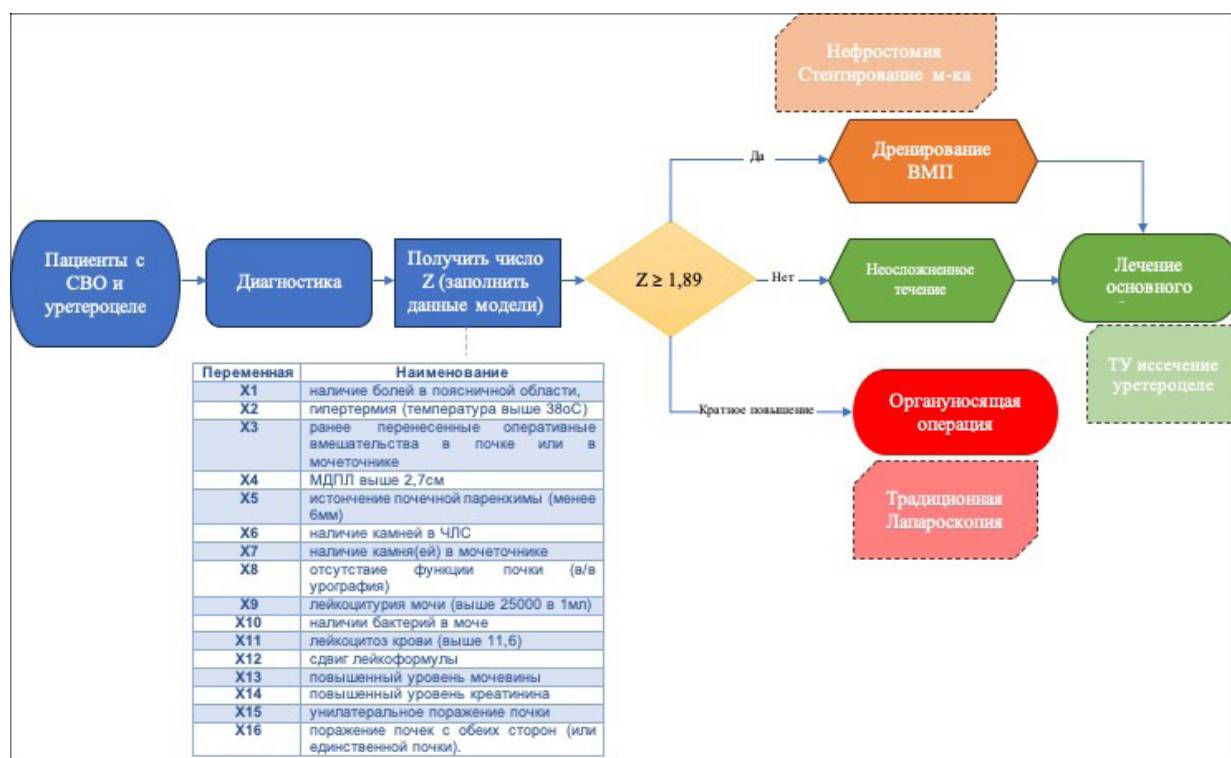 Нефростомия
Стентирование м-ка
Да
Дренирование
ВМП
Пациенты с
СВО и
уретероцеле
Диагностика
Получить число
Z (заполнить
данные модели)
Z ≥ 1,89
Нет
Неосложненное
течение
Лечение
основного
ТУ иссечение
уретероцеле
Кратное повышение
Органуносящая
операция
Традиционная
Лапароскопия
Переменная Наименование
X1 наличие болей в поясничной области,
X2 гипертермия (температура выше 38оС)
X3 ранее перенесенные оперативные
вмешательства в почке или в
мочеточнике
X4 МДПЛ выше 2,7см
X5 истончение почечной паренхимы (менее
6мм)
X6 наличие камней в ЧЛС
X7 наличие камня(ей) в мочеточнике
X8 отсутствие функции почки (в/в
урография)
X9 лейкоцитурия мочи (выше 25000 в 1мл)
X10 наличии бактерий в моче
X11 лейкоцитоз крови (выше 11,6)
X12 сдвиг лейкоформулы
X13 повышенный уровень мочевины
X14 повышенный уровень креатинина
X15 унилатеральное поражение почки
X16 поражение почек с обеих сторон (или
единственной почки).